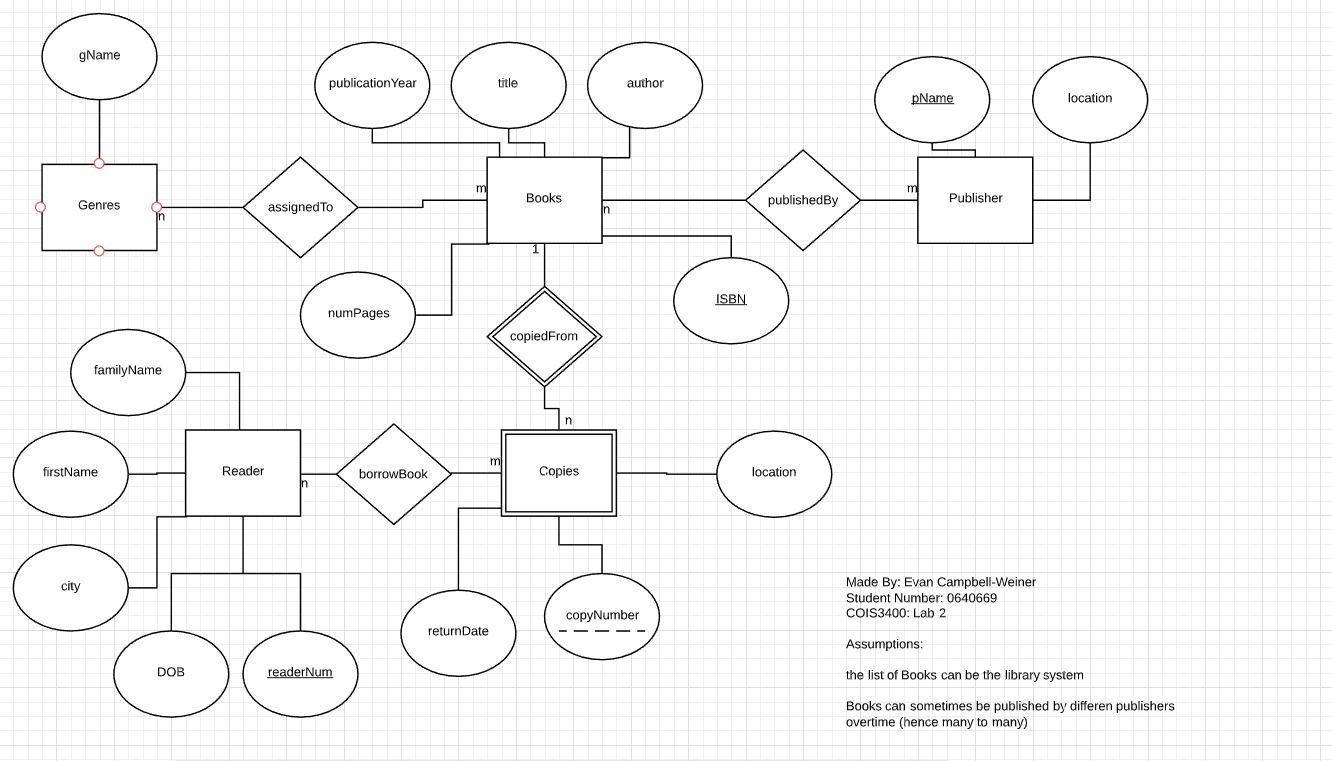 gName
publicationYear
title
author
pName
location
Genres
n
assignedTo
m
Books
n
publishedBy
m
Publisher
1
numPages
ISBN
copiedFrom
familyName
n
firstName
Reader
n
borrowBook
m
Copies
location
city
returnDate
copyNumber
DOB
readerNum
Made By: Evan Campbell-Weiner
Student Number: 0640669
COIS3400: Lab 2
Assumptions:
the list of Books can be the library system
Books can sometimes be published by differen publishers
overtime (hence many to many)